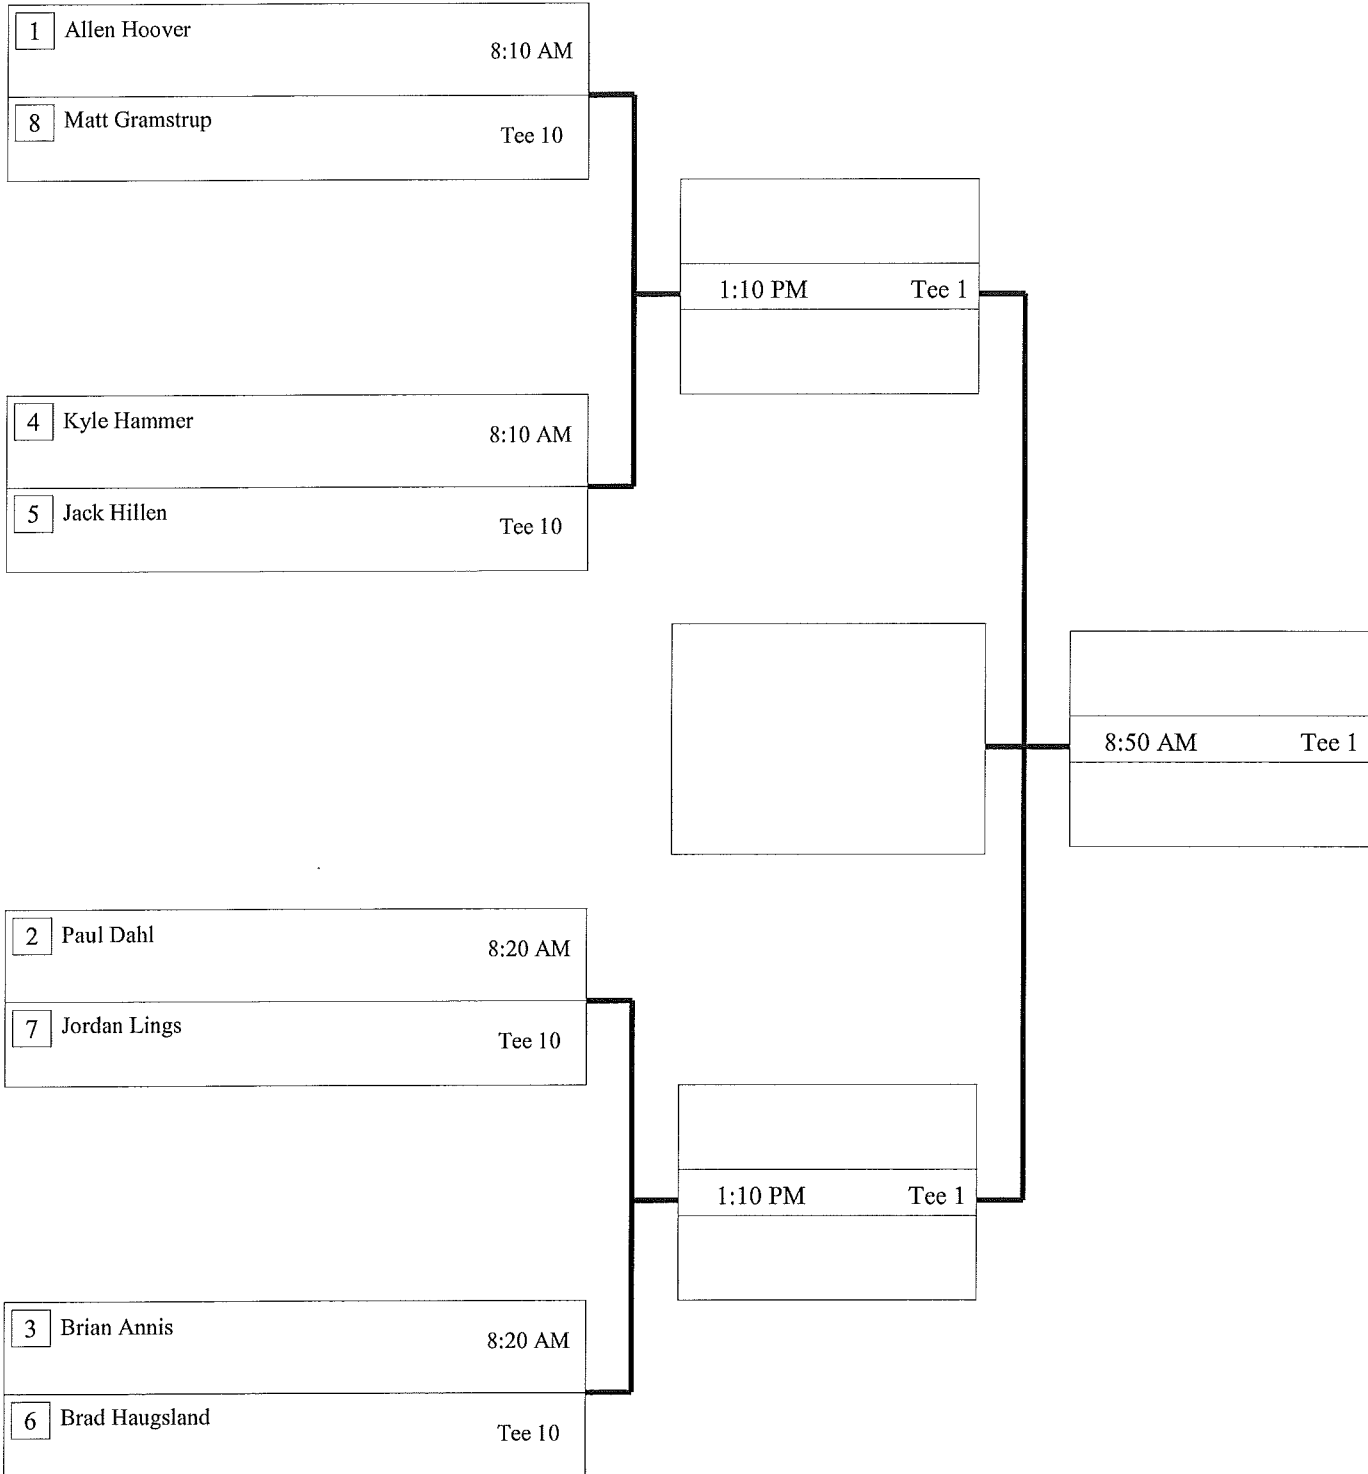 1 Allen Hoover
8:10 AM
8 Matt Gramstrup
Tee 10
1:10 PM Tee 1
4 Kyle Hammer
8:10 AM
5 Jack Hillen
Tee 10
8:50 AM Tee 1
2 Paul Dahl
8:20 AM
7 Jordan Lings
Tee 10
1:10 PM Tee 1
3 Brian Annis
8:20 AM
6 Brad Haugsland
Tee 10